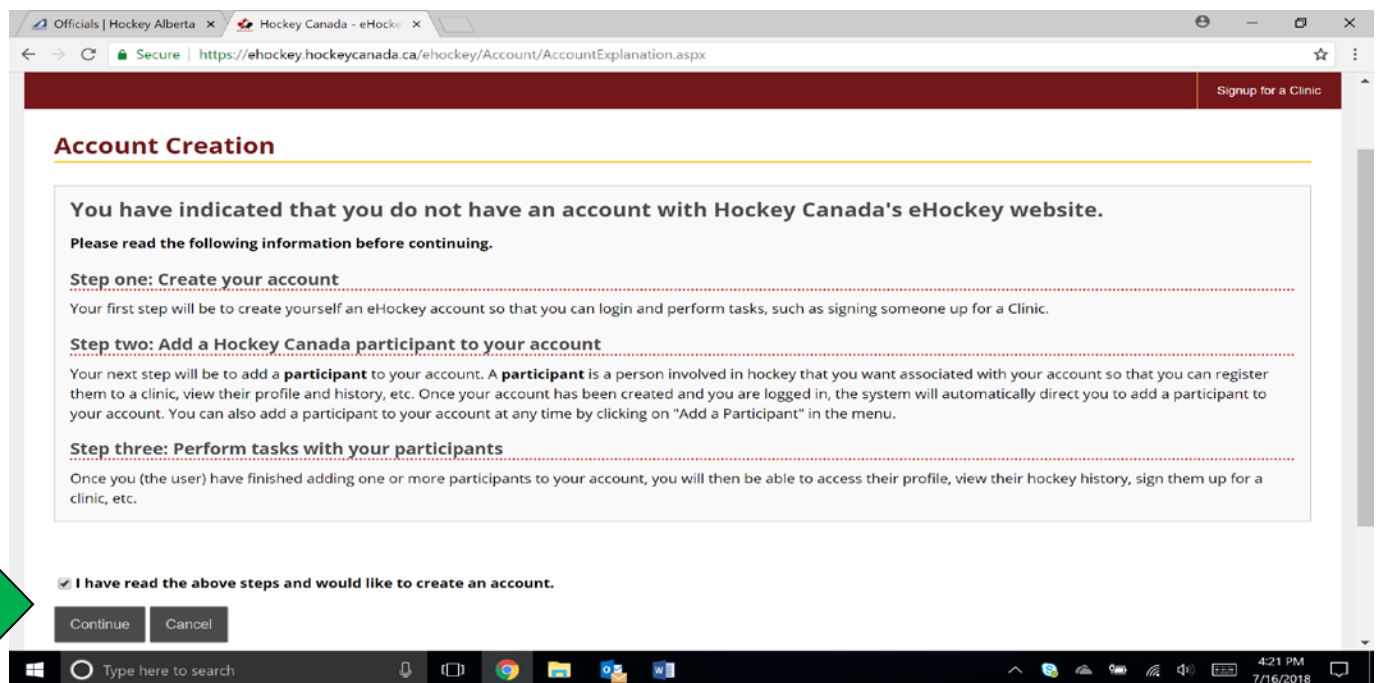 Officials | Hockey Alberta
Hockey Canada - eHocke
Secure | https://ehockey.hockeycanada.ca/ehockey/Account/AccountExplanation.aspx
Signup for a Clinic
Account Creation
You have indicated that you do not have an account with Hockey Canada's eHockey website.
Please read the following information before continuing.
Step one: Create your account
Your first step will be to create yourself an eHockey account so that you can login and perform tasks, such as signing someone up for a Clinic.
Step two: Add a Hockey Canada participant to your account
Your next step will be to add a participant to your account. A participant is a person involved in hockey that you want associated with your account so that you can register
them to a clinic, view their profile and history, etc. Once your account has been created and you are logged in, the system will automatically direct you to add a participant to
your account. You can also add a participant to your account at any time by clicking on "Add a Participant" in the menu.
Step three: Perform tasks with your participants
Once you (the user) have finished adding one or more participants to your account, you will then be able to access their profile, view their hockey history, sign them up for a
clinic, etc.
I have read the above steps and would like to create an account.
Continue
Cancel
Type here to search
4:21 PM
7/16/2018